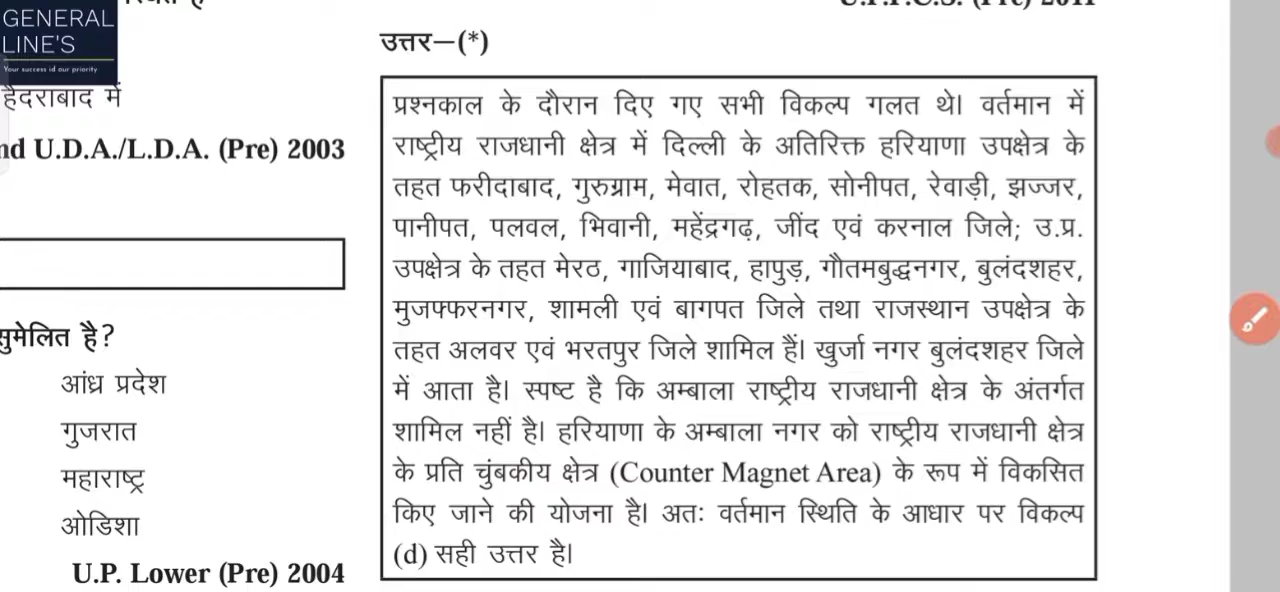 GENERAL
LINE'S
Your success id our priority
हैदराबाद में
nd U.D.A./L.D.A. (Pre) 2003
सुमेलित है?
आंध्र प्रदेश
गुजरात
महाराष्ट्र
ओडिशा
U.P. Lower (Pre) 2004
उत्तर–(*)
प्रश्नकाल के दौरान दिए गए सभी विकल्प गलत थे। वर्तमान में
राष्ट्रीय राजधानी क्षेत्र में दिल्ली के अतिरिक्त हरियाणा उपक्षेत्र के
तहत फरीदाबाद, गुरुग्राम, मेवात, रोहतक, सोनीपत, रेवाड़ी, झज्जर,
पानीपत, पलवल, भिवानी, महेंद्रगढ़, जींद एवं करनाल जिले; उ.प्र.
उपक्षेत्र के तहत मेरठ, गाजियाबाद, हापुड़, गौतमबुद्धनगर, बुलंदशहर,
मुजफ्फरनगर, शामली एवं बागपत जिले तथा राजस्थान उपक्षेत्र के
तहत अलवर एवं भरतपुर जिले शामिल हैं। खुर्जा नगर बुलंदशहर जिले
में आता है। स्पष्ट है कि अम्बाला राष्ट्रीय राजधानी क्षेत्र के अंतर्गत
शामिल नहीं है। हरियाणा के अम्बाला नगर को राष्ट्रीय राजधानी क्षेत्र
के प्रति चुंबकीय क्षेत्र (Counter Magnet Area) के रूप में विकसित
किए जाने की योजना है। अतः वर्तमान स्थिति के आधार पर विकल्प
(d) सही उत्तर है।